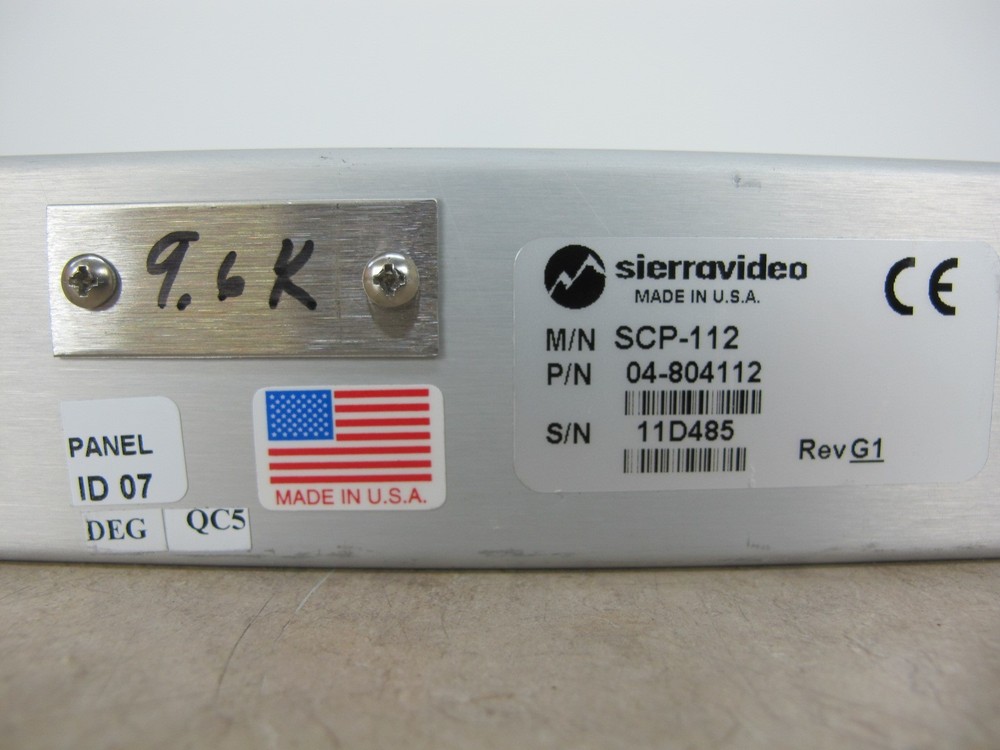 9.6K
sierravideo
MADE IN U.S.A.
CE
M/N SCP-112
P/N 04-804112
S/N 11D485
Rev G1
PANEL
ID 07
MADE IN U.S.A.
DEG QC5